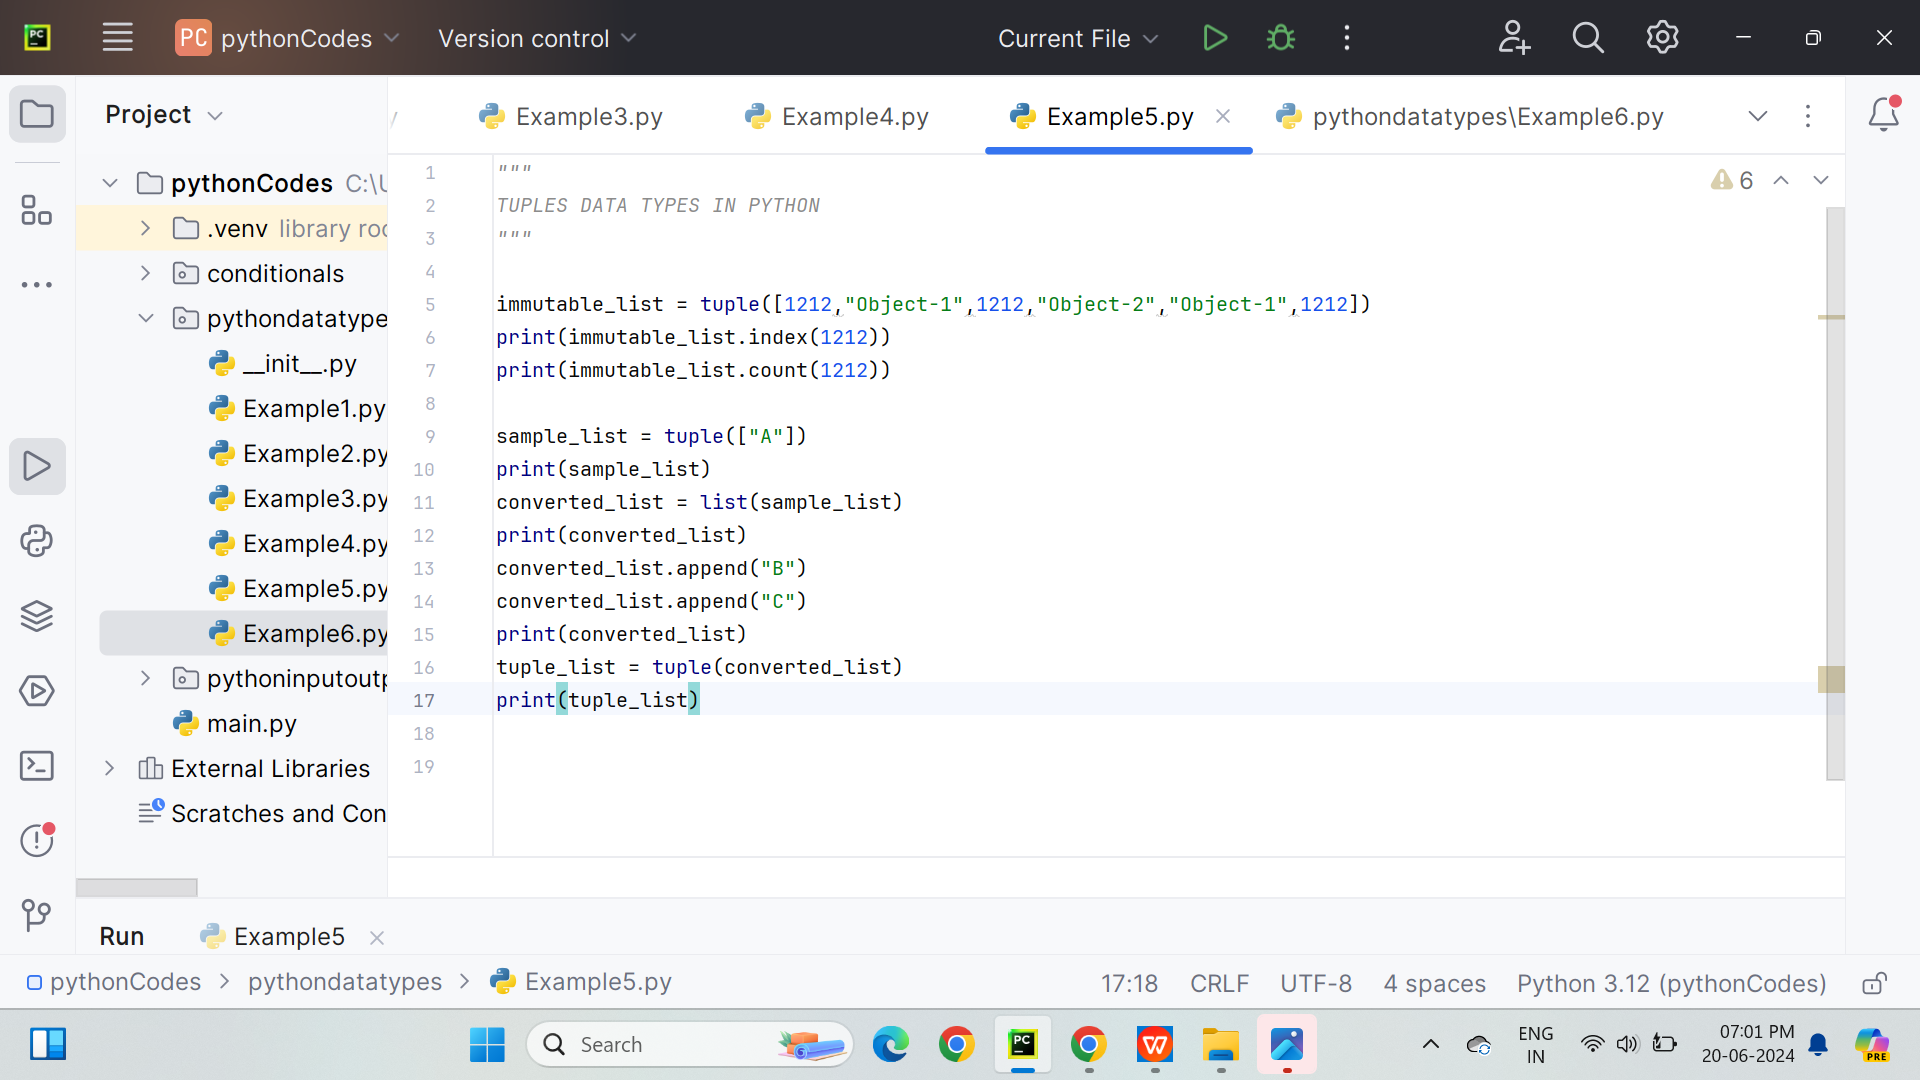 PC pythonCodes Version control Current File
Project
Example3.py Example4.py Example5.py pythondatatypes\Example6.py
pythonCodes C:\U
.venv library roo
conditionals
pythondatatype
__init__.py
Example1.py
Example2.py
Example3.py
Example4.py
Example5.py
Example6.py
pythoninputoutp
main.py
External Libraries
Scratches and Con
6
1 """
2 TUPLES DATA TYPES IN PYTHON
3 """
4
5 immutable_list = tuple([1212,"Object-1",1212,"Object-2","Object-1",1212])
6 print(immutable_list.index(1212))
7 print(immutable_list.count(1212))
8
9 sample_list = tuple(["A"])
10 print(sample_list)
11 converted_list = list(sample_list)
12 print(converted_list)
13 converted_list.append("B")
14 converted_list.append("C")
15 print(converted_list)
16 tuple_list = tuple(converted_list)
17 print(tuple_list)
18
19
Run Example5
pythonCodes > pythondatatypes > Example5.py 17:18 CRLF UTF-8 4 spaces Python 3.12 (pythonCodes)
Search
PC
W
ENG
IN
07:01 PM
20-06-2024
PRE